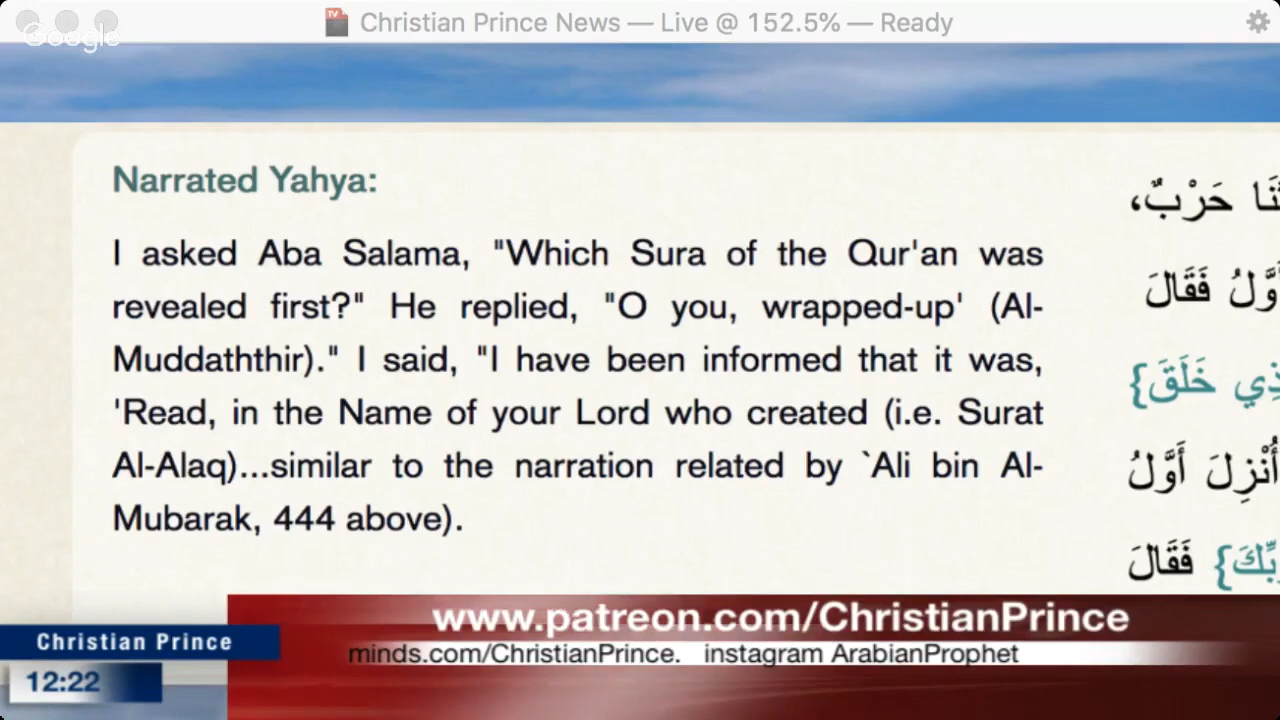 Christian Prince News — Live @ 152.5% — Ready
Google
Narrated Yahya:
I asked Aba Salama, "Which Sura of the Qur'an was
revealed first?" He replied, "O you, wrapped-up' (Al-
Muddaththir)." I said, "I have been informed that it was,
'Read, in the Name of your Lord who created (i.e. Surat
Al-Alaq)...similar to the narration related by `Ali bin Al-
Mubarak, 444 above).
حَرْبٌ،
فَقَالَ
خَلَقَ}
أُنْزِلَ أَوَّلُ
فَقَالَ
www.patreon.com/ChristianPrince
Christian Prince
minds.com/ChristianPrince. instagram ArabianProphet
12:22